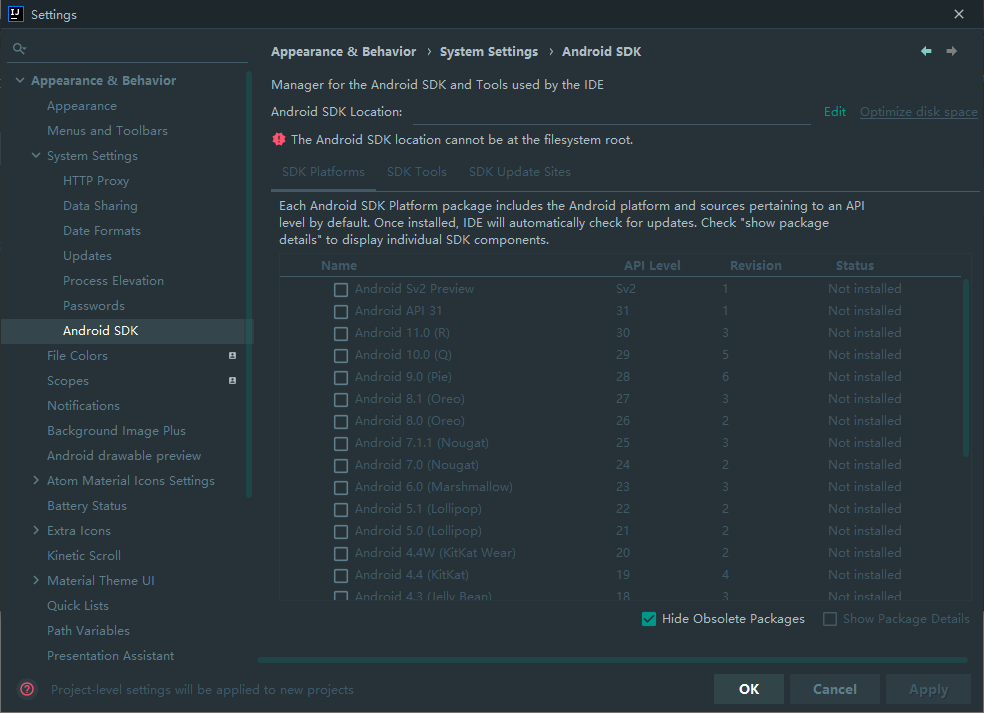 IJ Settings
Appearance & Behavior
Appearance
Menus and Toolbars
System Settings
HTTP Proxy
Data Sharing
Date Formats
Updates
Process Elevation
Passwords
Android SDK
File Colors
Scopes
Notifications
Background Image Plus
Android drawable preview
Atom Material Icons Settings
Battery Status
Extra Icons
Kinetic Scroll
Material Theme UI
Quick Lists
Path Variables
Presentation Assistant
Appearance & Behavior › System Settings › Android SDK
Manager for the Android SDK and Tools used by the IDE
Android SDK Location: Edit Optimize disk space
The Android SDK location cannot be at the filesystem root.
SDK Platforms SDK Tools SDK Update Sites
Each Android SDK Platform package includes the Android platform and sources pertaining to an API
level by default. Once installed, IDE will automatically check for updates. Check "show package
details" to display individual SDK components.
Name API Level Revision Status
Android Sv2 Preview Sv2 1 Not installed
Android API 31 31 1 Not installed
Android 11.0 (R) 30 3 Not installed
Android 10.0 (Q) 29 5 Not installed
Android 9.0 (Pie) 28 6 Not installed
Android 8.1 (Oreo) 27 3 Not installed
Android 8.0 (Oreo) 26 2 Not installed
Android 7.1.1 (Nougat) 25 3 Not installed
Android 7.0 (Nougat) 24 2 Not installed
Android 6.0 (Marshmallow) 23 3 Not installed
Android 5.1 (Lollipop) 22 2 Not installed
Android 5.0 (Lollipop) 21 2 Not installed
Android 4.4W (KitKat Wear) 20 2 Not installed
Android 4.4 (KitKat) 19 4 Not installed
Android 4.3 (Jelly Bean) 18 3 Not installed
Hide Obsolete Packages Show Package Details
? Project-level settings will be applied to new projects
OK Cancel Apply